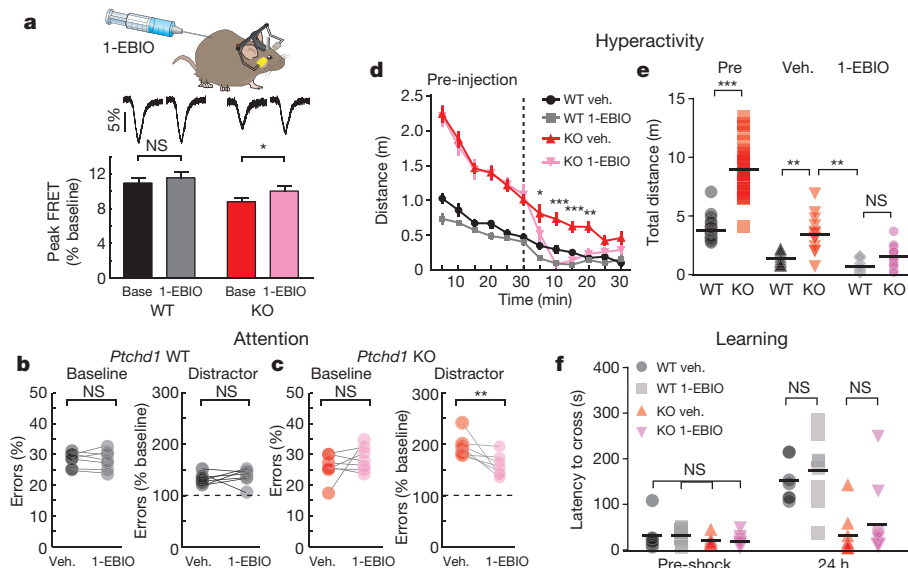 a
1-EBIO
5%
NS
*
Peak FRET
(% baseline)
12
8
4
0
Base 1-EBIO Base 1-EBIO
WT KO
Hyperactivity
d
Pre-injection
WT veh.
WT 1-EBIO
KO veh.
KO 1-EBIO
Distance (m)
2.5
2.0
1.5
1.0
0.5
0
*
***
***
**
10 20 30 10 20 30
Time (min)
e
Pre Veh. 1-EBIO
***
** **
NS
Total distance (m)
15
10
5
0
WT KO WT KO WT KO
Attention
b
Ptchd1 WT
Baseline
NS
Errors (%)
50
40
30
20
10
0
Veh. 1-EBIO
Distractor
NS
Errors (% baseline)
300
200
100
Veh. 1-EBIO
c
Ptchd1 KO
Baseline
NS
Errors (%)
50
40
30
20
10
0
Veh. 1-EBIO
Distractor
**
Errors (% baseline)
300
200
100
Veh. 1-EBIO
Learning
f
WT veh.
WT 1-EBIO
KO veh.
KO 1-EBIO
Latency to cross (s)
400
300
200
100
0
NS
NS NS
Pre-shock 24 h